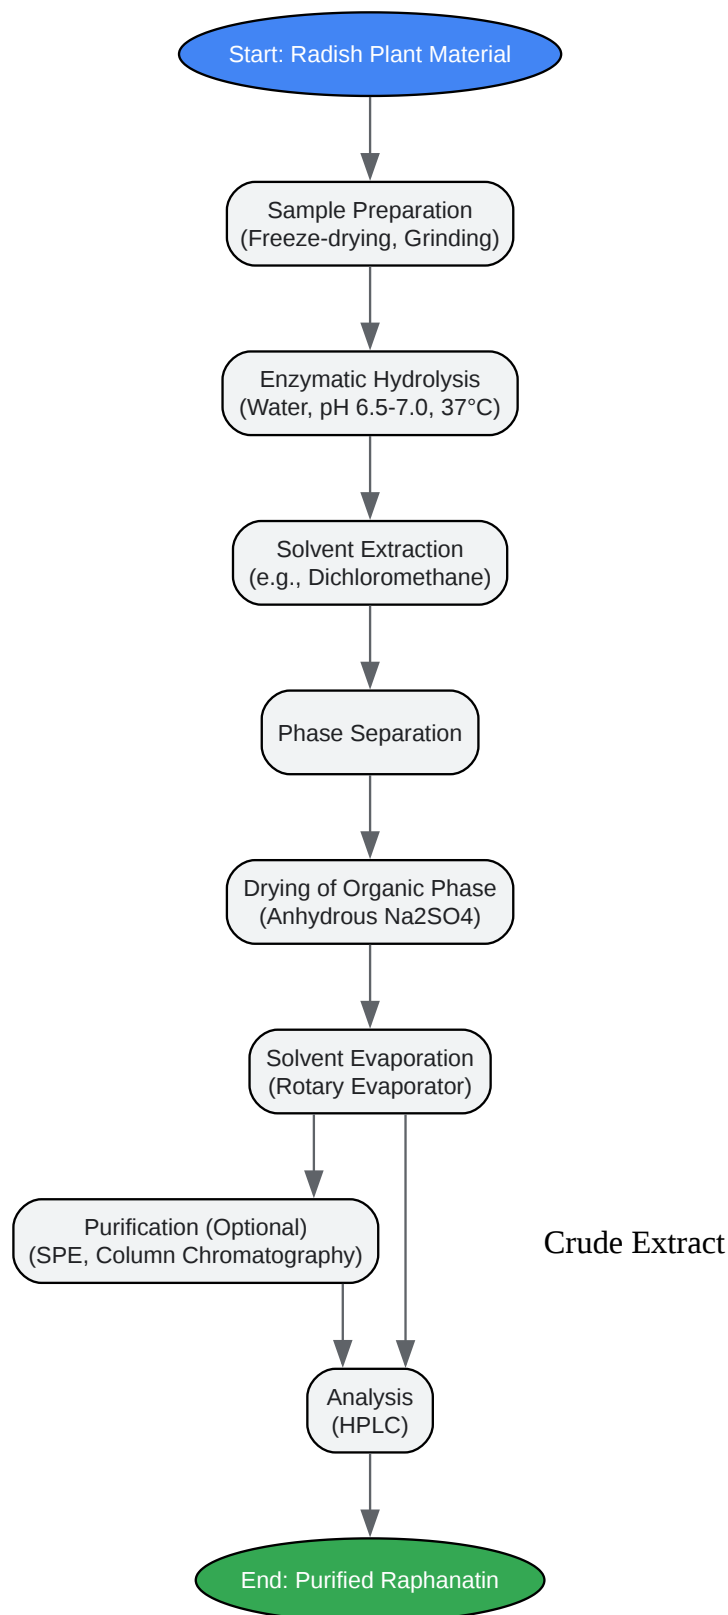 Start: Radish Plant Material
Sample Preparation
(Freeze-drying, Grinding)
Enzymatic Hydrolysis
(Water, pH 6.5-7.0, 37°C)
Solvent Extraction
(e.g., Dichloromethane)
Phase Separation
Drying of Organic Phase
(Anhydrous Na2SO4)
Solvent Evaporation
(Rotary Evaporator)
Purification (Optional)
(SPE, Column Chromatography)
Crude Extract
Analysis
(HPLC)
End: Purified Raphanatin